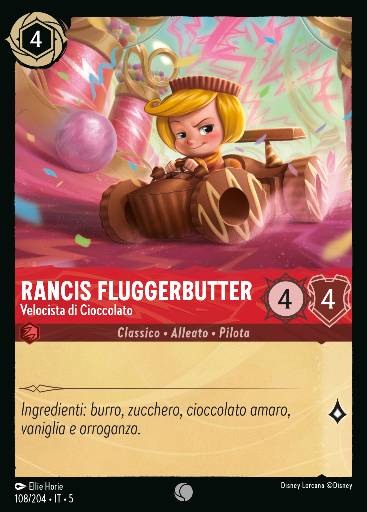 4
RANCIS FLUGGERBUTTER
Velocista di Cioccolato
4
4
Classico • Alleato • Pilota
Ingredienti: burro, zucchero, cioccolato amaro,
vaniglia e orroganzo.
Ellie Horie
Disney Lorcana ©Disney
108/204 • IT • 5